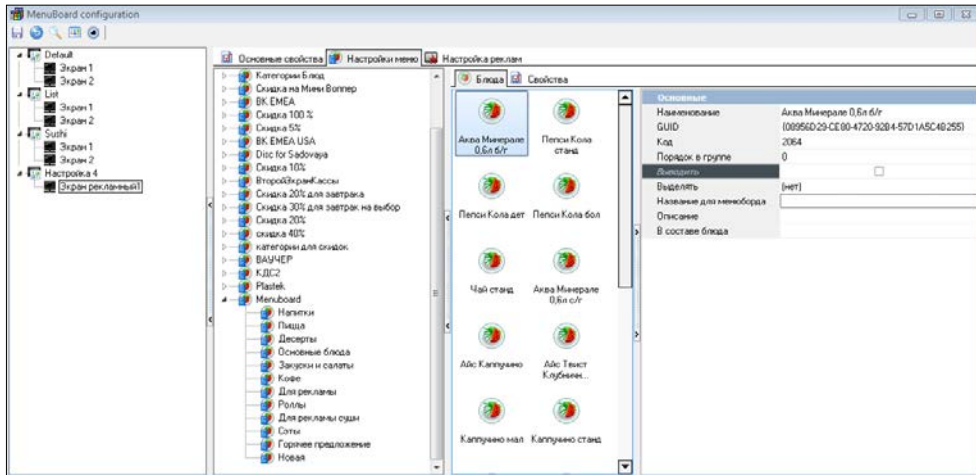 MenuBoard configuration
Основные свойства
Настройки меню
Настройка реклам
Default
Экран 1
Экран 2
List
Экран 1
Экран 2
Sushi
Экран 1
Экран 2
Настройка 4
Экран рекламный1
Категории Блюд
Скидка на Мини Воппер
BK EMEA
Скидка 100 %
Скидка 5%
BK EMEA USA
Disc for Sadovaya
Скидка 10%
ВторойЭкранКассы
Скидка 20% для завтрака
Скидка 30% для завтрак на выбор
Скидка 20%
скидка 40%
категории для скидок
ВАУЧЕР
КДС2
Plastek
Menuboard
Напитки
Пицца
Десерты
Основные блюда
Закуски и салаты
Кофе
Для рекламы
Роллы
Для рекламы суши
Сэты
Горячее предложение
Новая
Блюда
Свойства
Аква Минерале
0,6л б/г
Пепси Кола
станд
Пепси Кола дет
Пепси Кола бол
Чай станд
Аква Минерале
0,6л с/г
Айс Каппучино
Айс Твист
Клубничн...
Каппучино мал
Каппучино станд
Основные
Наименование
Аква Минерале 0,6л б/г
GUID
{08956D29-CE80-4720-92B4-57D1A5C4B255}
Код
2064
Порядок в группе
0
Выводить
Выделять
(нет)
Название для менюборда
Описание
В составе блюда